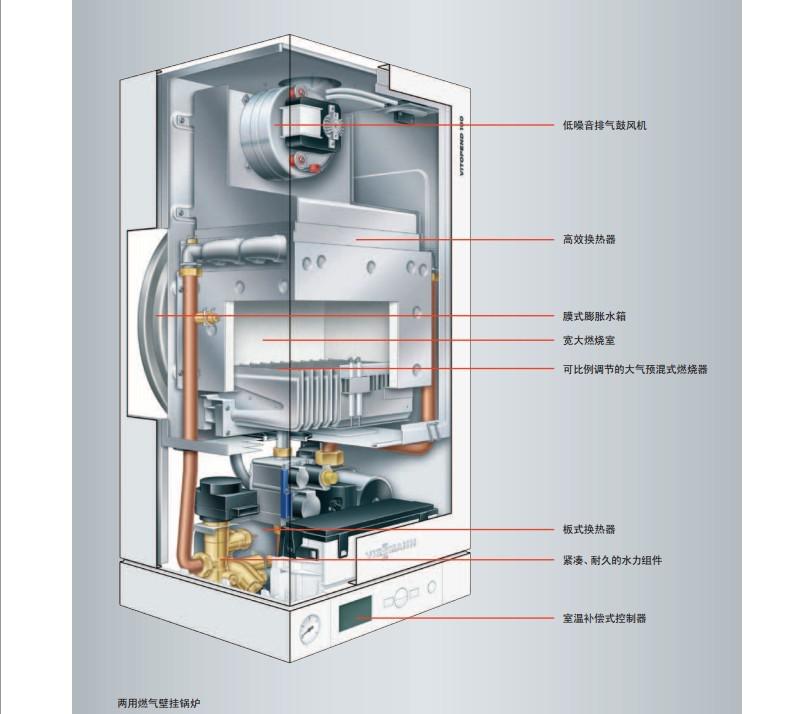 低噪音排气鼓风机
VITOPEND 100
高效换热器
膜式膨胀水箱
宽大燃烧室
可比例调节的大气预混式燃烧器
板式换热器
VIESMANN
紧凑、耐久的水力组件
室温补偿式控制器
两用燃气壁挂锅炉